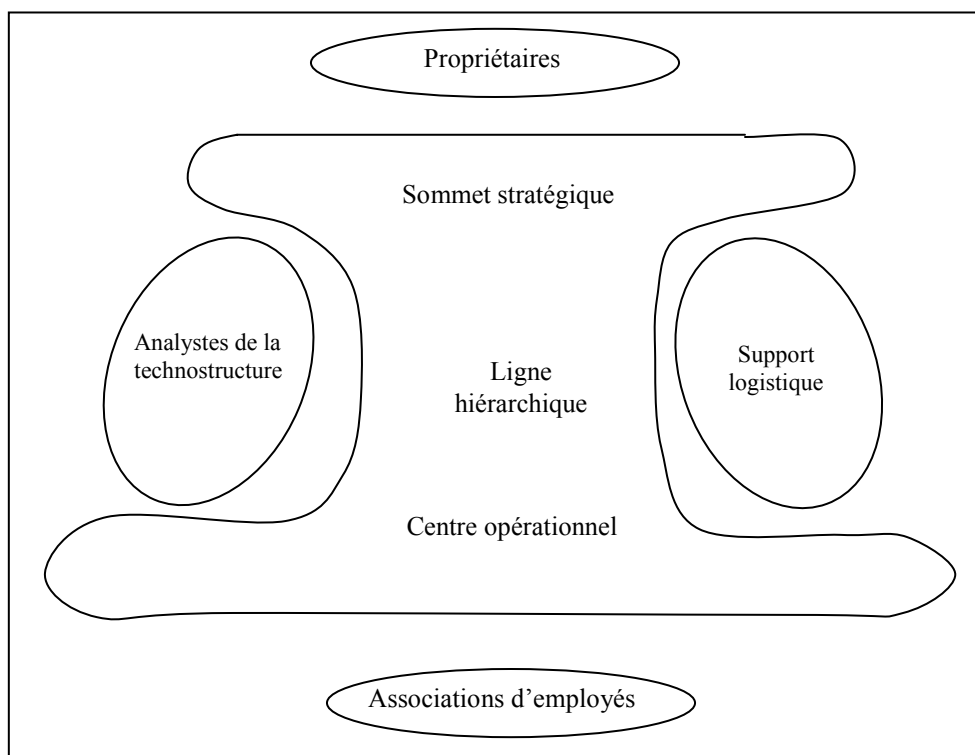 Propriétaires
Sommet stratégique
Analystes de la
technostructure
Ligne
hiérarchique
Support
logistique
Centre opérationnel
Associations d’employés